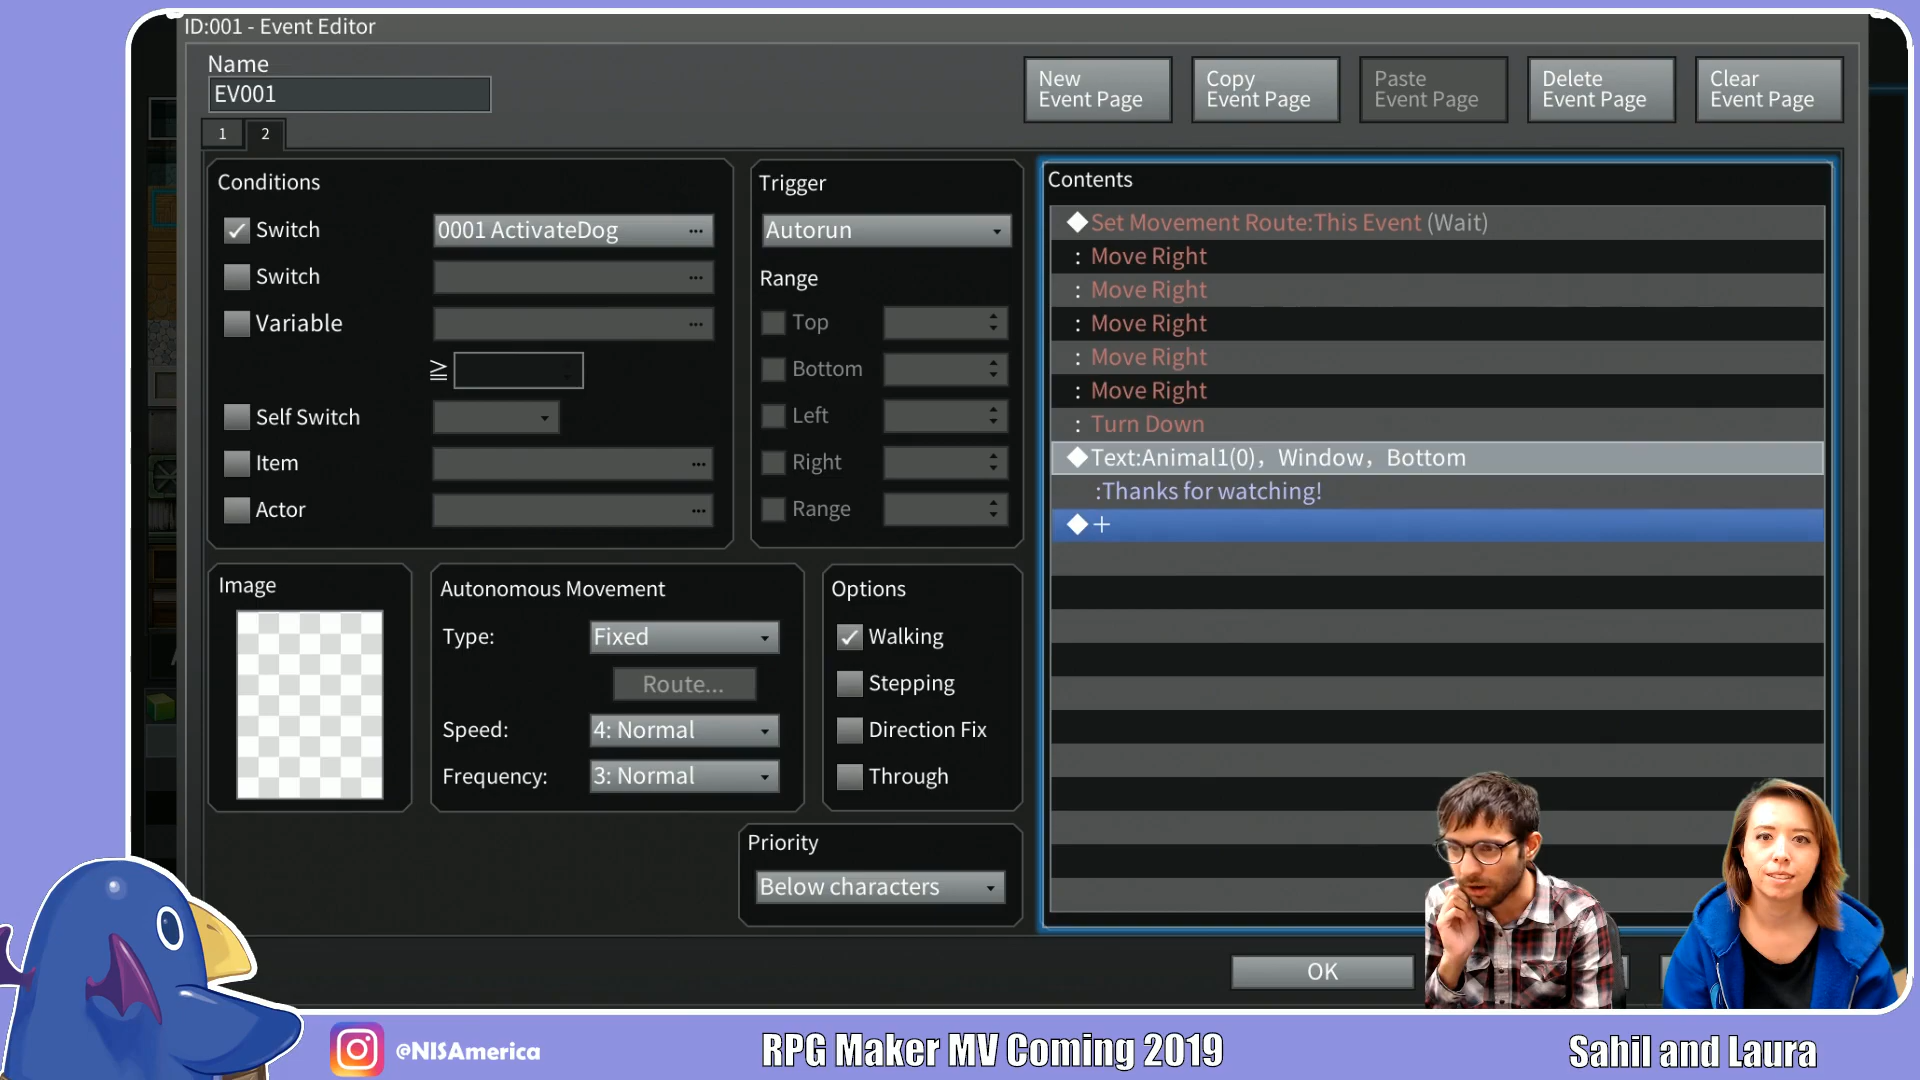 ID:001 - Event Editor
Name
EV001
New Event Page
Copy Event Page
Paste Event Page
Delete Event Page
Clear Event Page
1 2
Conditions
Switch 0001 ActivateDog ...
Switch ...
Variable ...
≧
Self Switch
Item ...
Actor ...
Trigger
Autorun
Range
Top
Bottom
Left
Right
Range
Contents
◆Set Movement Route:This Event (Wait)
: Move Right
: Move Right
: Move Right
: Move Right
: Move Right
: Turn Down
◆Text:Animal1(0), Window, Bottom
:Thanks for watching!
◆+
Image
Autonomous Movement
Type: Fixed
Route...
Speed: 4: Normal
Frequency: 3: Normal
Options
Walking
Stepping
Direction Fix
Through
Priority
Below characters
OK
@NISAmerica
RPG Maker MV Coming 2019
Sahil and Laura